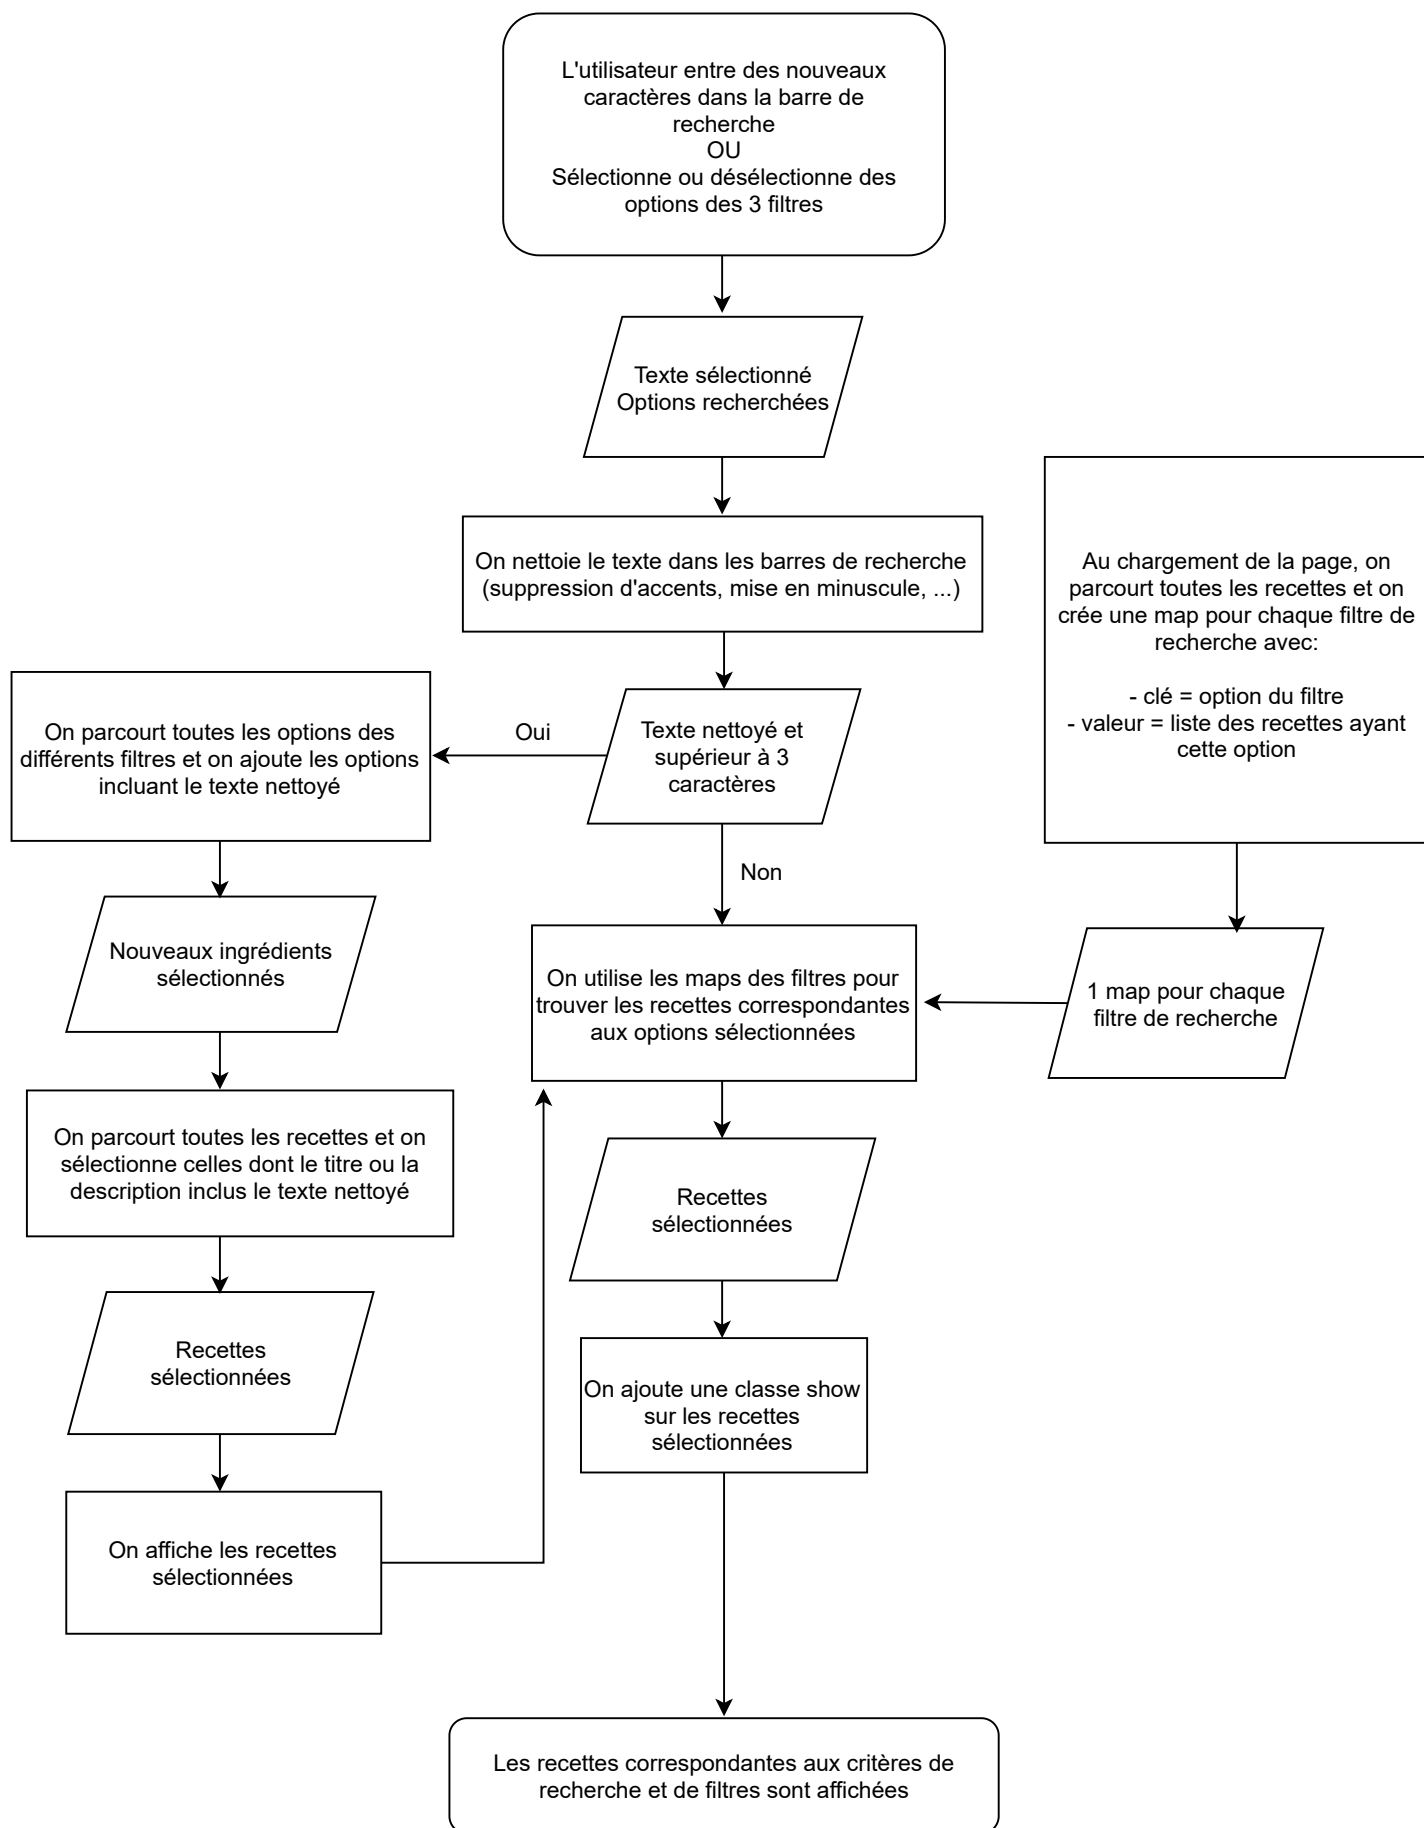 L'utilisateur entre des nouveaux
caractères dans la barre de
recherche
OU
Sélectionne ou désélectionne des
options des 3 filtres
Texte sélectionné
Options recherchées
On nettoie le texte dans les barres de recherche
(suppression d'accents, mise en minuscule, ...)
Au chargement de la page, on
parcourt toutes les recettes et on
crée une map pour chaque filtre de
recherche avec:
- clé = option du filtre
- valeur = liste des recettes ayant
cette option
Texte nettoyé et
supérieur à 3
caractères
Oui
On parcourt toutes les options des
différents filtres et on ajoute les options
incluant le texte nettoyé
Non
Nouveaux ingrédients
sélectionnés
On utilise les maps des filtres pour
trouver les recettes correspondantes
aux options sélectionnées
1 map pour chaque
filtre de recherche
On parcourt toutes les recettes et on
sélectionne celles dont le titre ou la
description inclus le texte nettoyé
Recettes
sélectionnées
Recettes
sélectionnées
On ajoute une classe show
sur les recettes
sélectionnées
On affiche les recettes
sélectionnées
Les recettes correspondantes aux critères de
recherche et de filtres sont affichées